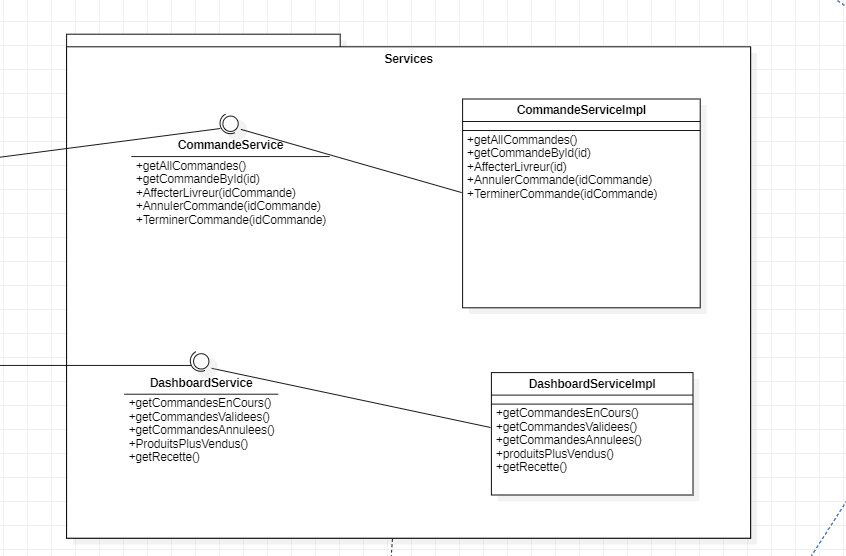 Services
CommandeService
+getAllCommandes()
+getCommandeById(id)
+AffecterLivreur(idCommande)
+AnnulerCommande(idCommande)
+TerminerCommande(idCommande)
CommandeServiceImpl
+getAllCommandes()
+getCommandeById(id)
+AffecterLivreur(id)
+AnnulerCommande(idCommande)
+TerminerCommande(idCommande)
DashboardService
+getCommandesEnCours()
+getCommandesValidees()
+getCommandesAnnulees()
+ProduitsPlusVendus()
+getRecette()
DashboardServiceImpl
+getCommandesEnCours()
+getCommandesValidees()
+getCommandesAnnulees()
+produitsPlusVendus()
+getRecette()